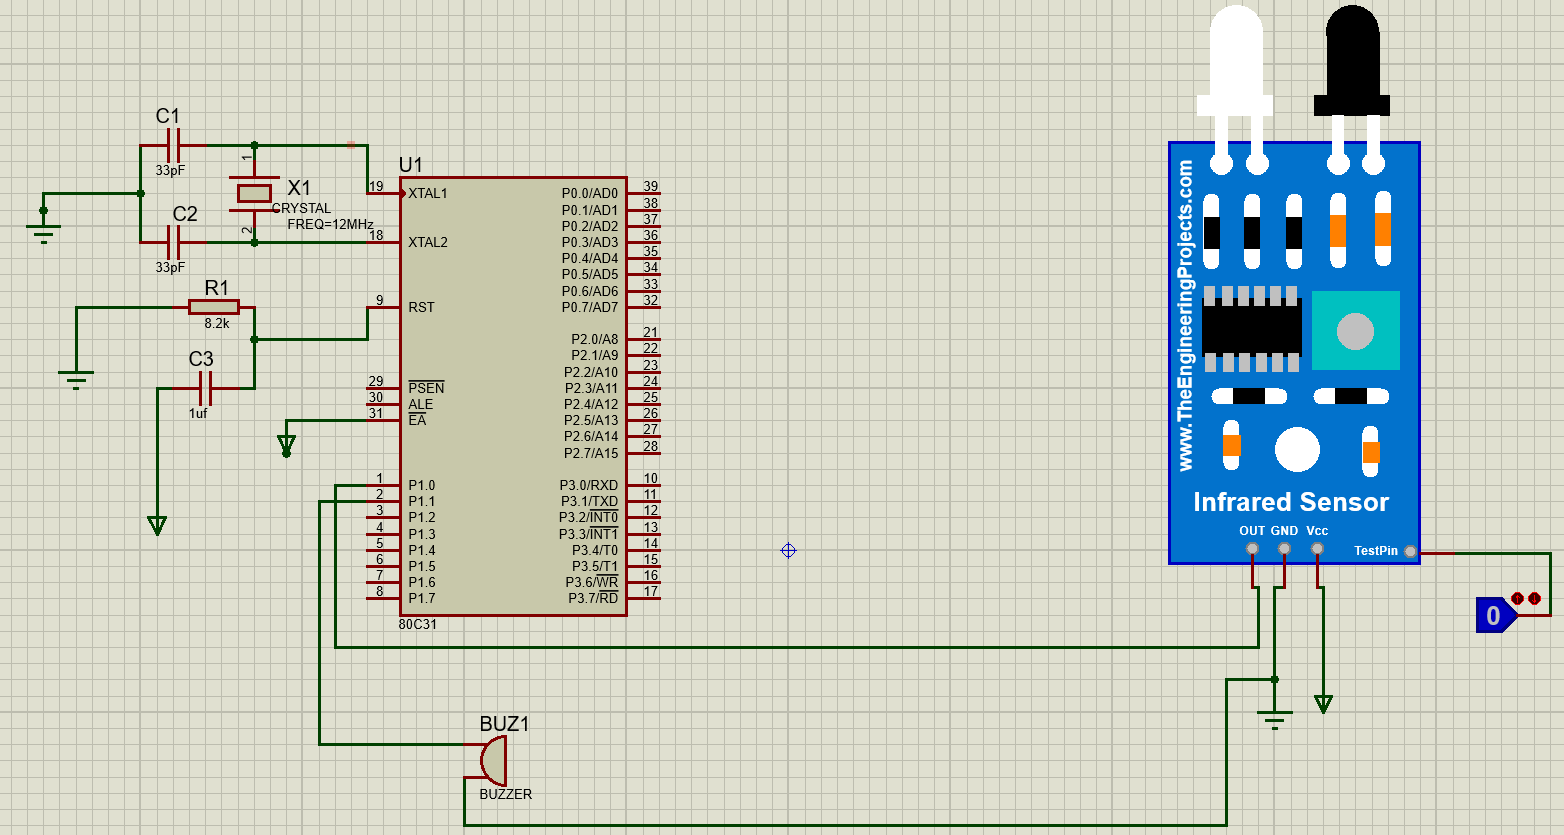 C1
33pF
1
X1
CRYSTAL
FREQ=12MHz
2
C2
33pF
R1
8.2k
C3
1uf
U1
19 XTAL1
18 XTAL2
9 RST
29 PSEN
30 ALE
31 EA
1 P1.0
2 P1.1
3 P1.2
4 P1.3
5 P1.4
6 P1.5
7 P1.6
8 P1.7
P0.0/AD0 39
P0.1/AD1 38
P0.2/AD2 37
P0.3/AD3 36
P0.4/AD4 35
P0.5/AD5 34
P0.6/AD6 33
P0.7/AD7 32
P2.0/A8 21
P2.1/A9 22
P2.2/A10 23
P2.3/A11 24
P2.4/A12 25
P2.5/A13 26
P2.6/A14 27
P2.7/A15 28
P3.0/RXD 10
P3.1/TXD 11
P3.2/INT0 12
P3.3/INT1 13
P3.4/T0 14
P3.5/T1 15
P3.6/WR 16
P3.7/RD 17
80C31
BUZ1
BUZZER
www.TheEngineeringProjects.com
Infrared Sensor
OUT GND Vcc
TestPin
0